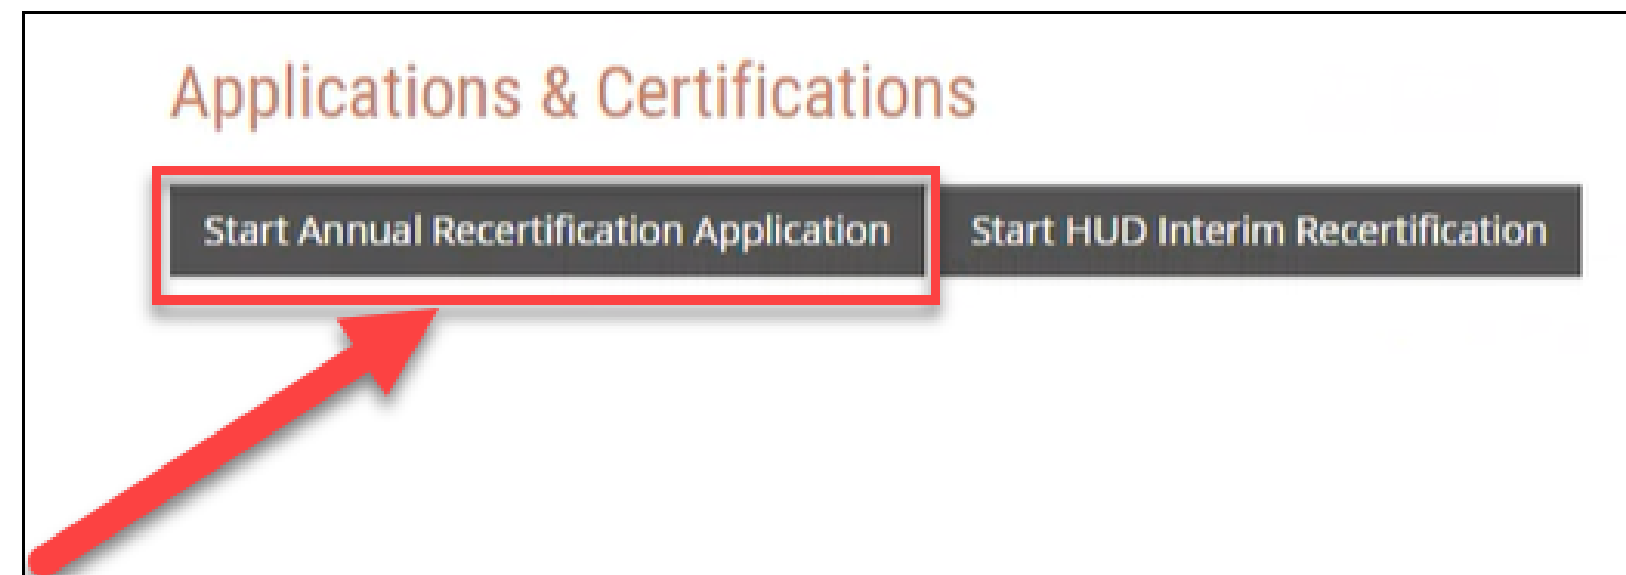 Applications & Certifications
Start Annual Recertification Application Start HUD Interim Recertification